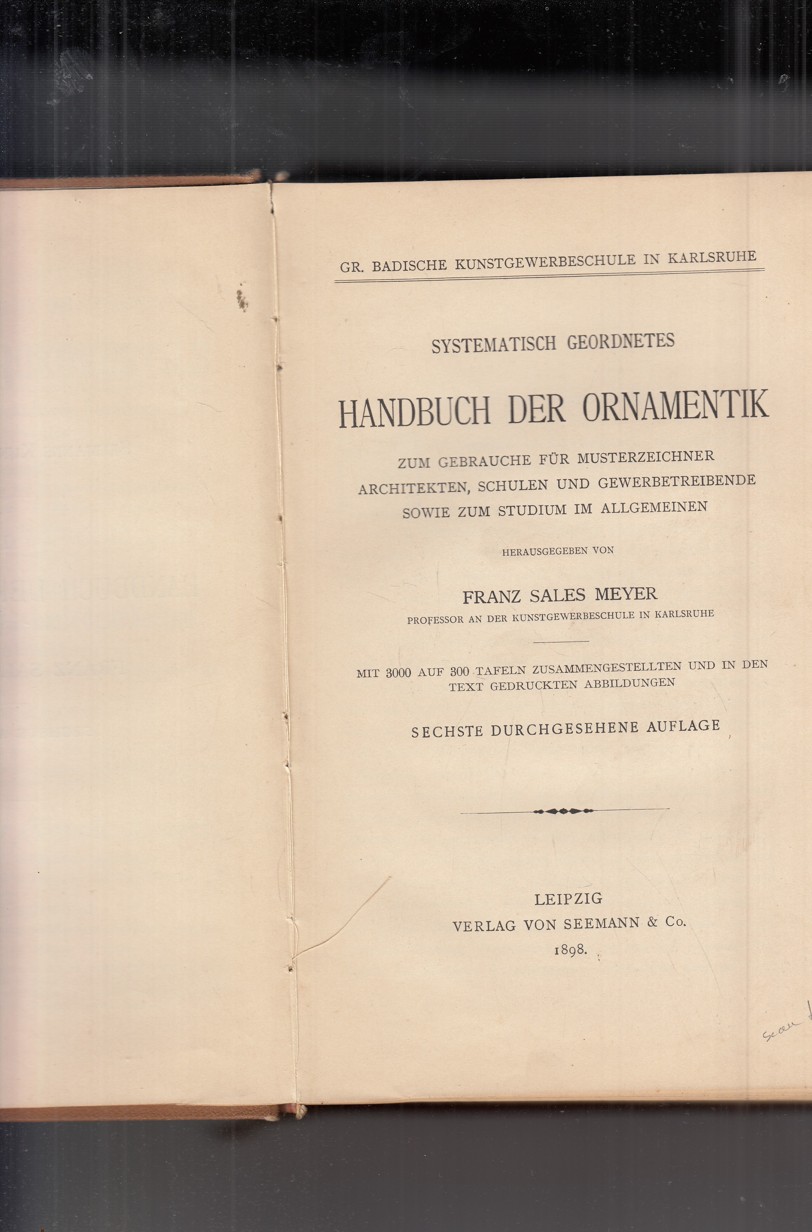 GR. BADISCHE KUNSTGEWERBESCHULE IN KARLSRUHE
SYSTEMATISCH GEORDNETES
HANDBUCH DER ORNAMENTIK
ZUM GEBRAUCHE FÜR MUSTERZEICHNER
ARCHITEKTEN, SCHULEN UND GEWERBETREIBENDE
SOWIE ZUM STUDIUM IM ALLGEMEINEN
HERAUSGEGEBEN VON
FRANZ SALES MEYER
PROFESSOR AN DER KUNSTGEWERBESCHULE IN KARLSRUHE
MIT 3000 AUF 300 TAFELN ZUSAMMENGESTELLTEN UND IN DEN
TEXT GEDRUCKTEN ABBILDUNGEN
SECHSTE DURCHGESEHENE AUFLAGE
LEIPZIG
VERLAG VON SEEMANN & Co.
1898.